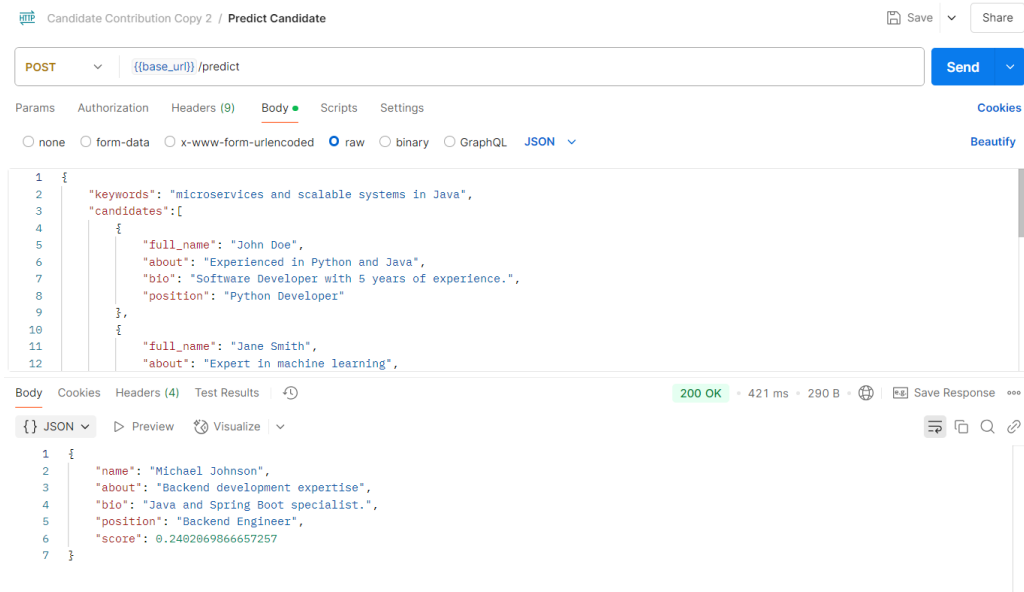 HTTP Candidate Contribution Copy 2 / Predict Candidate Save Share
POST {{base_url}} /predict Send
Params Authorization Headers (9) Body Scripts Settings Cookies
none form-data x-www-form-urlencoded raw binary GraphQL JSON Beautify
1 {
2 "keywords": "microservices and scalable systems in Java",
3 "candidates":[
4 {
5 "full_name": "John Doe",
6 "about": "Experienced in Python and Java",
7 "bio": "Software Developer with 5 years of experience.",
8 "position": "Python Developer"
9 },
10 {
11 "full_name": "Jane Smith",
12 "about": "Expert in machine learning",
Body Cookies Headers (4) Test Results 200 OK • 421 ms • 290 B • e.g. Save Response
{} JSON Preview Visualize
1 {
2 "name": "Michael Johnson",
3 "about": "Backend development expertise",
4 "bio": "Java and Spring Boot specialist.",
5 "position": "Backend Engineer",
6 "score": 0.2402069866657257
7 }